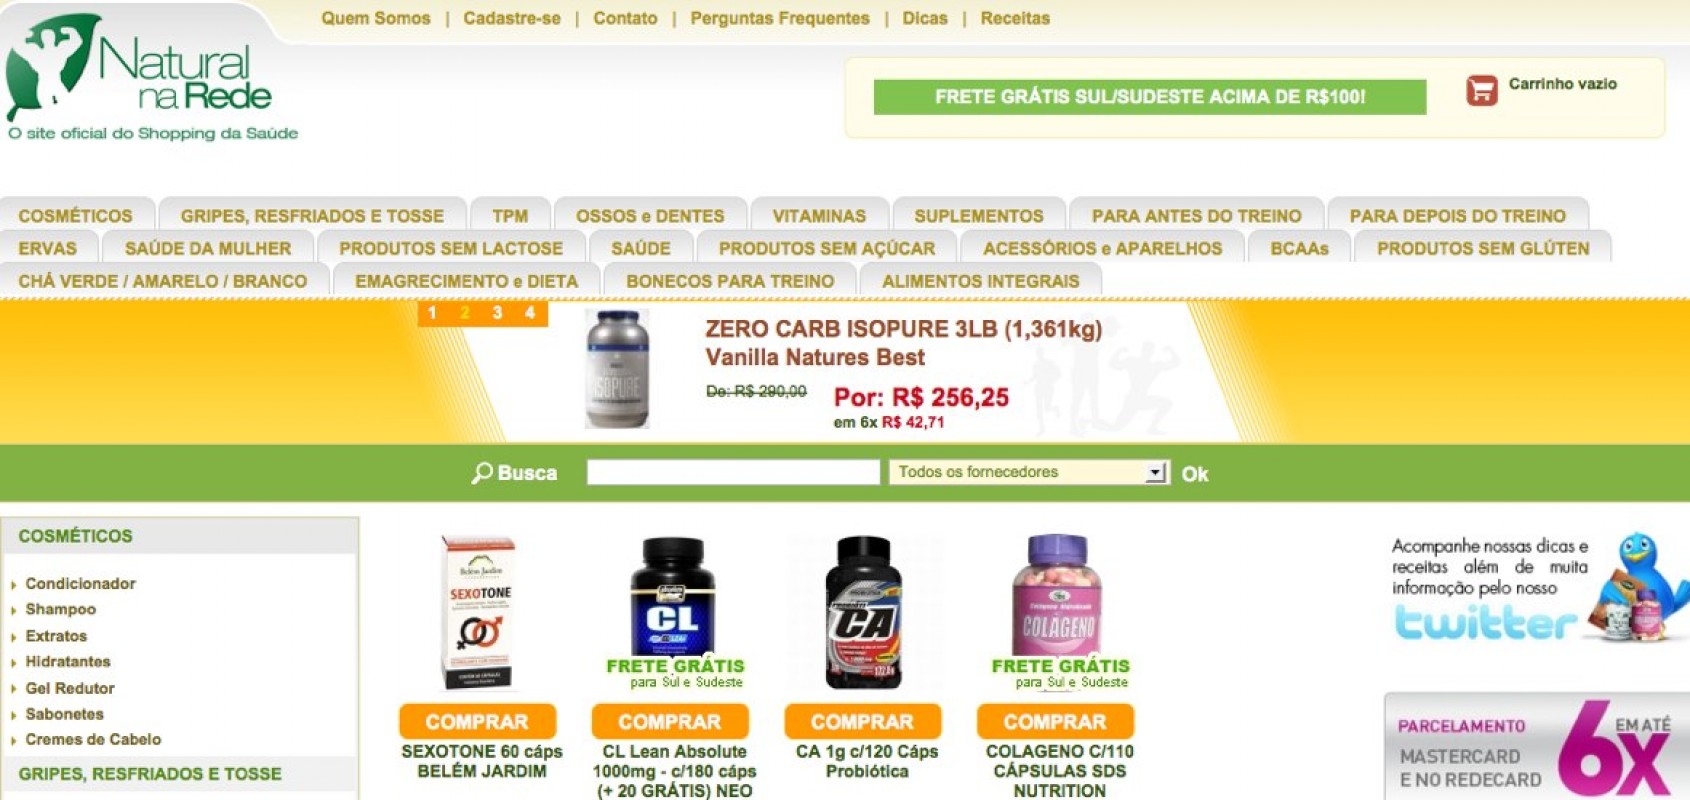 Quem Somos | Cadastre-se | Contato | Perguntas Frequentes | Dicas | Receitas
Natural
na Rede
O site oficial do Shopping da Saúde
FRETE GRÁTIS SUL/SUDESTE ACIMA DE R$100!
Carrinho vazio
COSMÉTICOS GRIPES, RESFRIADOS E TOSSE TPM OSSOS e DENTES VITAMINAS SUPLEMENTOS PARA ANTES DO TREINO PARA DEPOIS DO TREINO
ERVAS SAÚDE DA MULHER PRODUTOS SEM LACTOSE SAÚDE PRODUTOS SEM AÇÚCAR ACESSÓRIOS e APARELHOS BCAAs PRODUTOS SEM GLÚTEN
CHÁ VERDE / AMARELO / BRANCO EMAGRECIMENTO e DIETA BONECOS PARA TREINO ALIMENTOS INTEGRAIS
1 2 3 4
ISOPURE
ZERO CARB ISOPURE 3LB (1,361kg)
Vanilla Natures Best
De: R$ 290,00 Por: R$ 256,25
em 6x R$ 42,71
Busca Todos os fornecedores Ok
COSMÉTICOS
Condicionador
Shampoo
Extratos
Hidratantes
Gel Redutor
Sabonetes
Cremes de Cabelo
GRIPES, RESFRIADOS E TOSSE
Belém Jardim
SEXOTONE
COMPRAR
SEXOTONE 60 cáps
BELÉM JARDIM
CL
FRETE GRÁTIS
para Sul e Sudeste
COMPRAR
CL Lean Absolute
1000mg - c/180 cáps
(+ 20 GRÁTIS) NEO
CA
COMPRAR
CA 1g c/120 Cáps
Probiótica
COLÁGENO
FRETE GRÁTIS
para Sul e Sudeste
COMPRAR
COLAGENO C/110
CÁPSULAS SDS
NUTRITION
Acompanhe nossas dicas e
receitas além de muita
informação pelo nosso
twitter
PARCELAMENTO
MASTERCARD
E NO REDECARD
EM ATÉ
6X